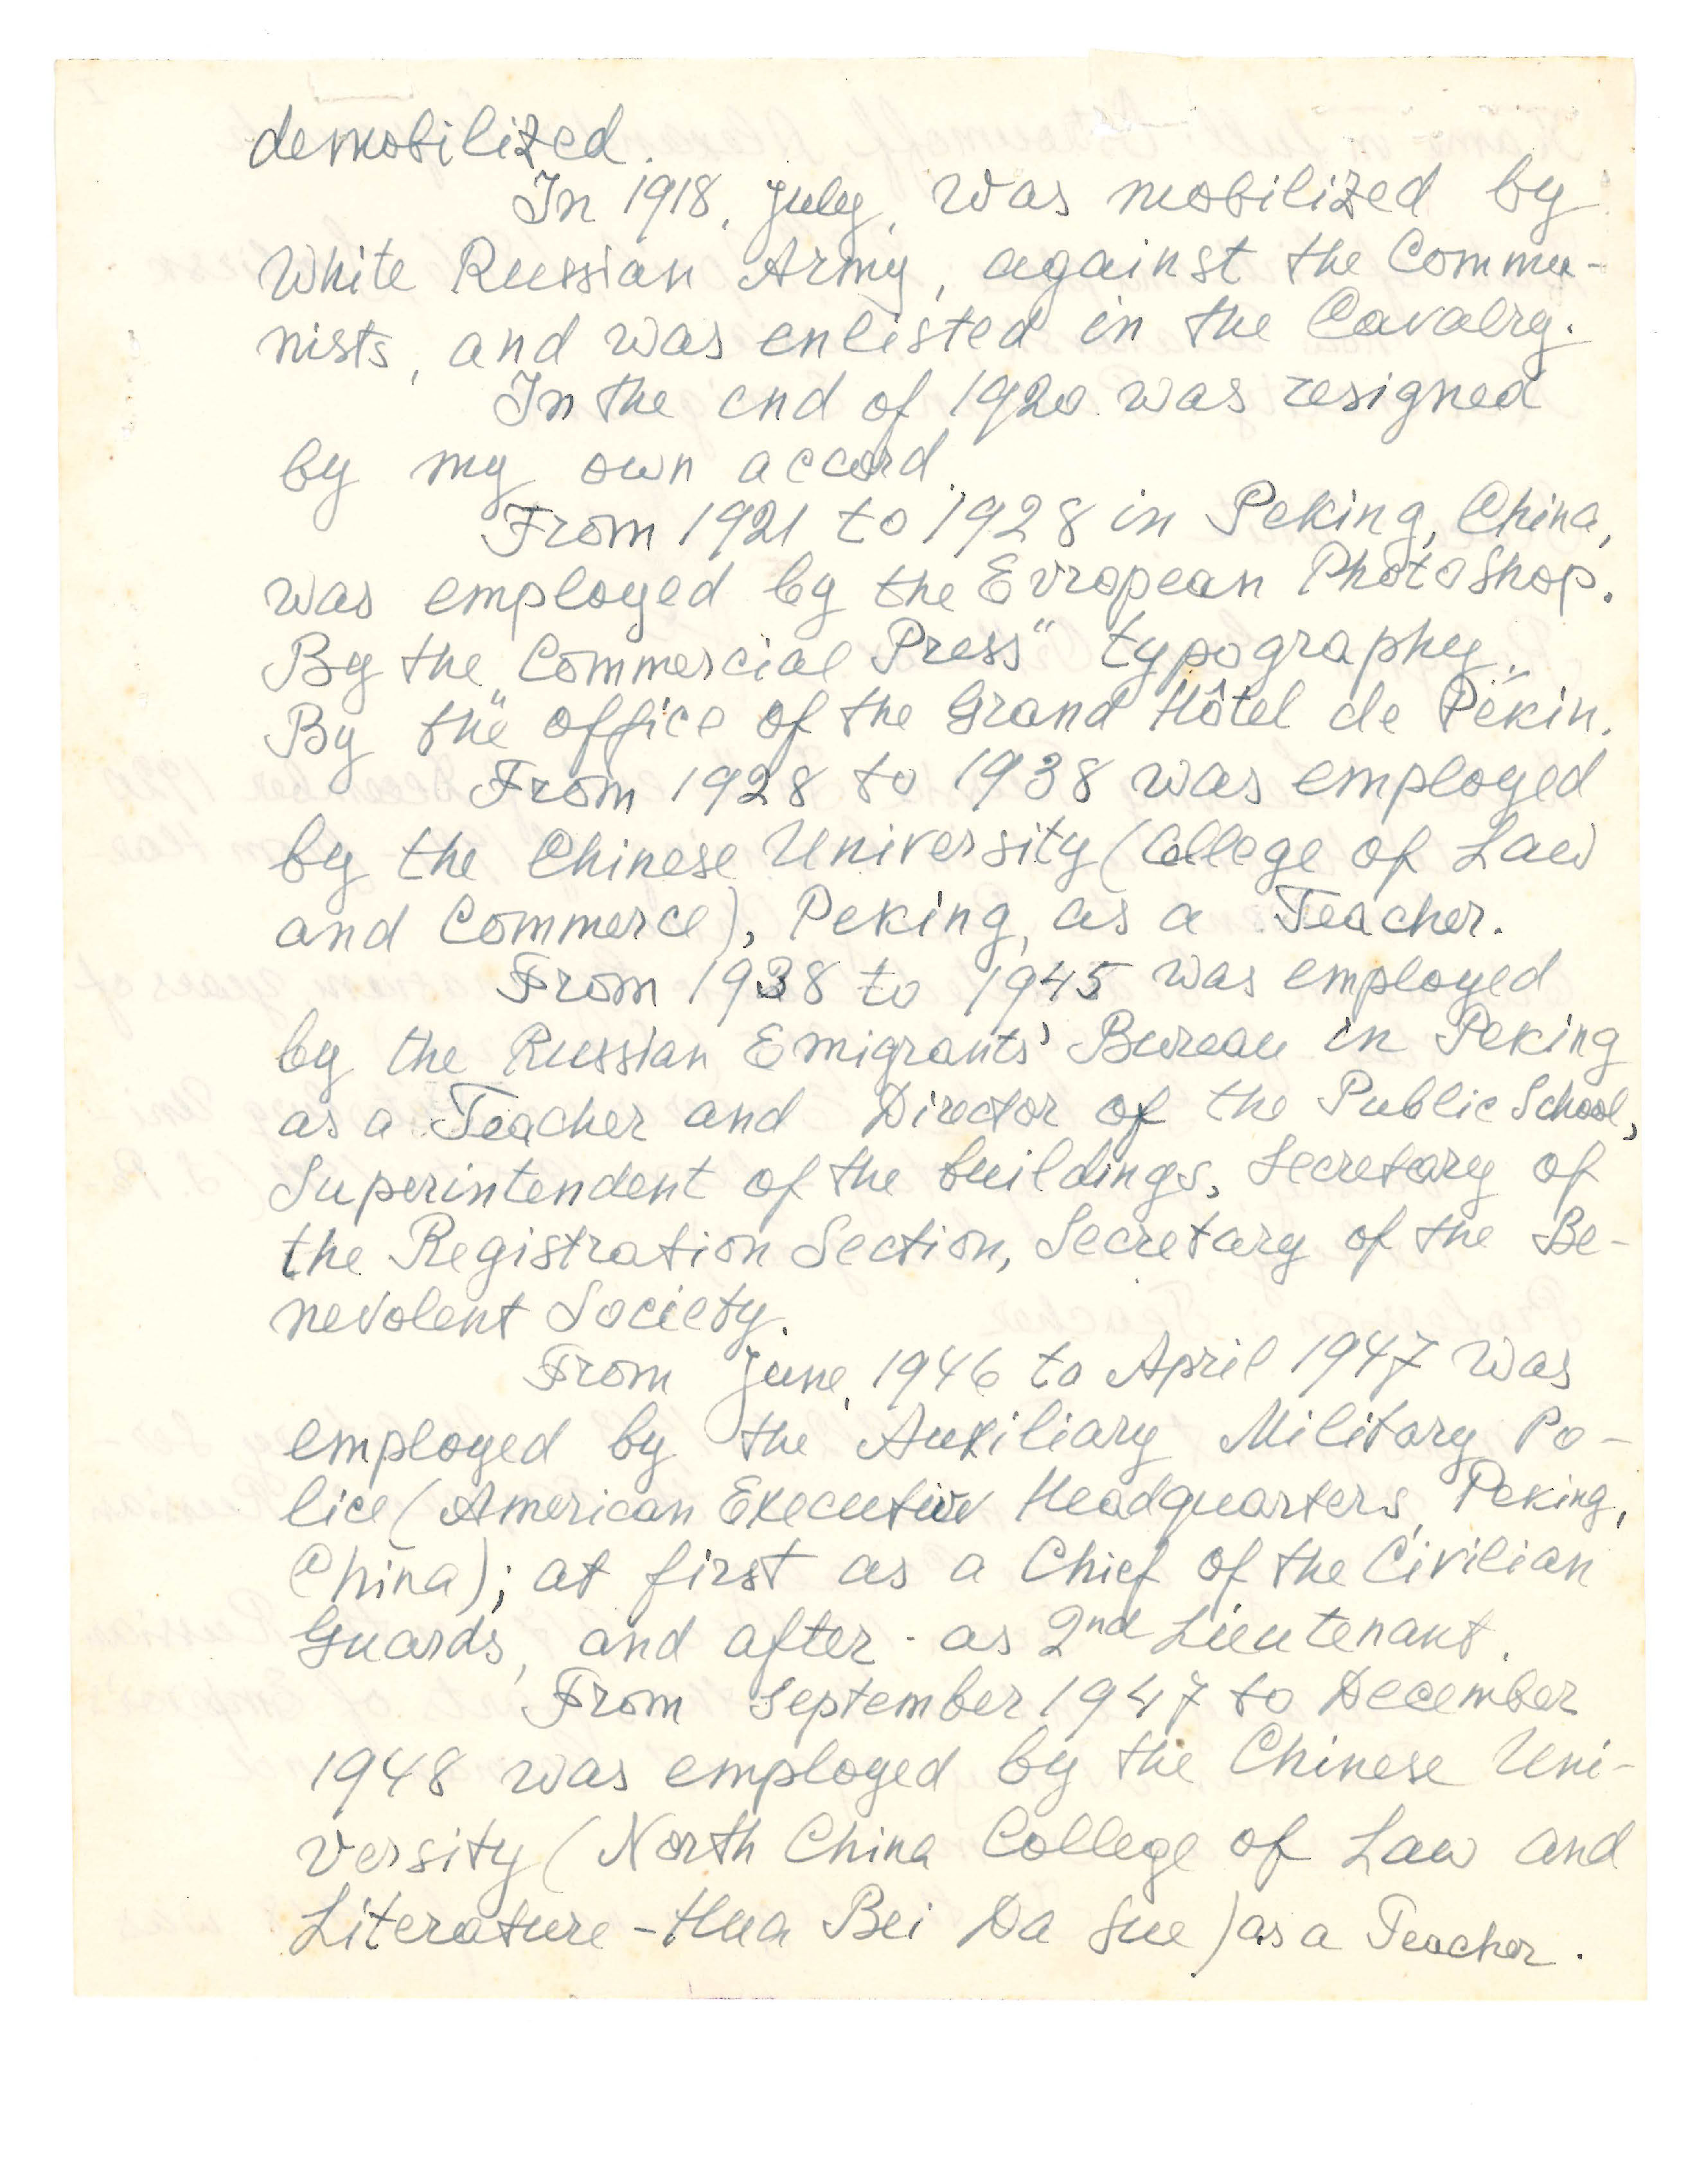 demobilized.
In 1918, July, was mobilized by
White Russian Army, against the Commu-
nists, and was enlisted in the Cavalry.
In the end of 1920 was resigned
by my own accord.
From 1921 to 1928 in Peking, China,
was employed by the European Photo Shop.
By the "Commercial Press" typography.
By the "office of the Grand Hôtel de Pékin."
From 1928 to 1938 was employed
by the Chinese University (College of Law
and Commerce), Peking, as a Teacher.
From 1938 to 1945 was employed
by the Russian Emigrants' Bureau in Peking
as a Teacher and Director of the Public School,
Superintendent of the buildings, Secretary of
the Registration Section, Secretary of the Be-
nevolent Society.
From June, 1946 to April 1947 was
employed by the Auxiliary Military Po-
lice (American Executive Headquarters, Peking,
China); at first as a Chief of the Civilian
Guards, and after - as 2nd Lieutenant.
From September 1947 to December
1948 was employed by the Chinese Uni-
versity (North China College of Law and
Literature - Hua Bei Da Sue) as a Teacher.